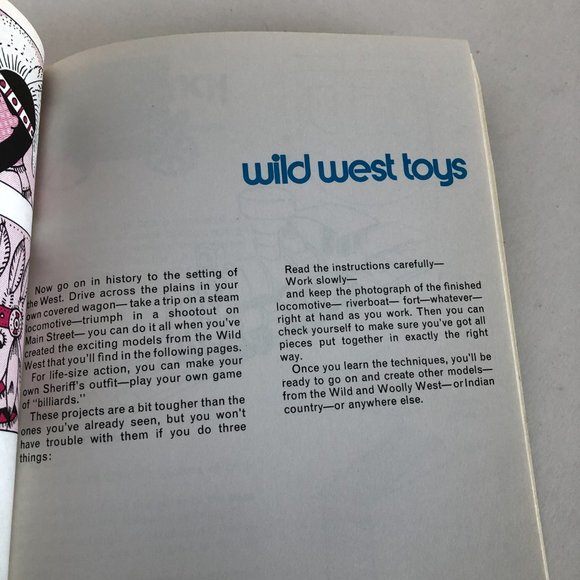 wild west toys
Now go on in history to the setting of
the West. Drive across the plains in your
own covered wagon—take a trip on a steam
locomotive—triumph in a shootout on
Main Street—you can do it all when you've
created the exciting models from the Wild
West that you'll find in the following pages.
For life-size action, you can make your
own Sheriff's outfit—play your own game
of "billiards."
These projects are a bit tougher than the
ones you've already seen, but you won't
have trouble with them if you do three
things:
Read the instructions carefully—
Work slowly—
and keep the photograph of the finished
locomotive— riverboat— fort—whatever—
right at hand as you work. Then you can
check yourself to make sure you've got all
pieces put together in exactly the right
way.
Once you learn the techniques, you'll be
ready to go on and create other models—
from the Wild and Woolly West—or Indian
country—or anywhere else.